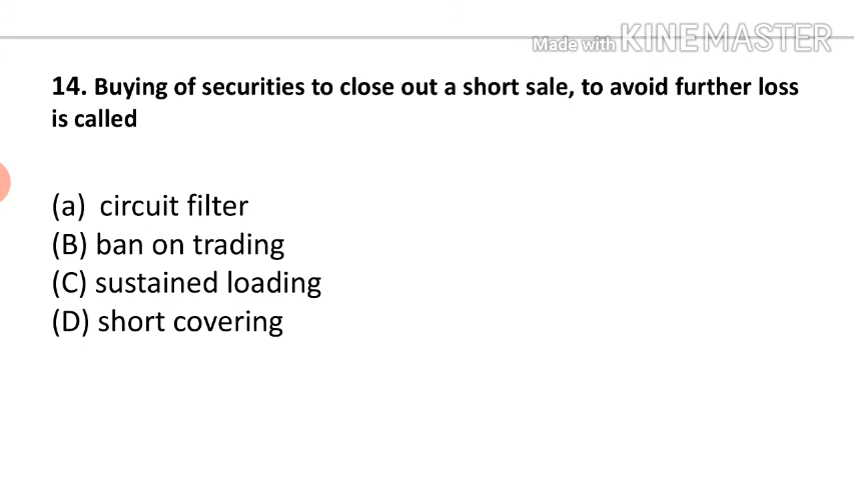 Made with KINEMASTER
14. Buying of securities to close out a short sale, to avoid further loss
is called
(a) circuit filter
(B) ban on trading
(C) sustained loading
(D) short covering